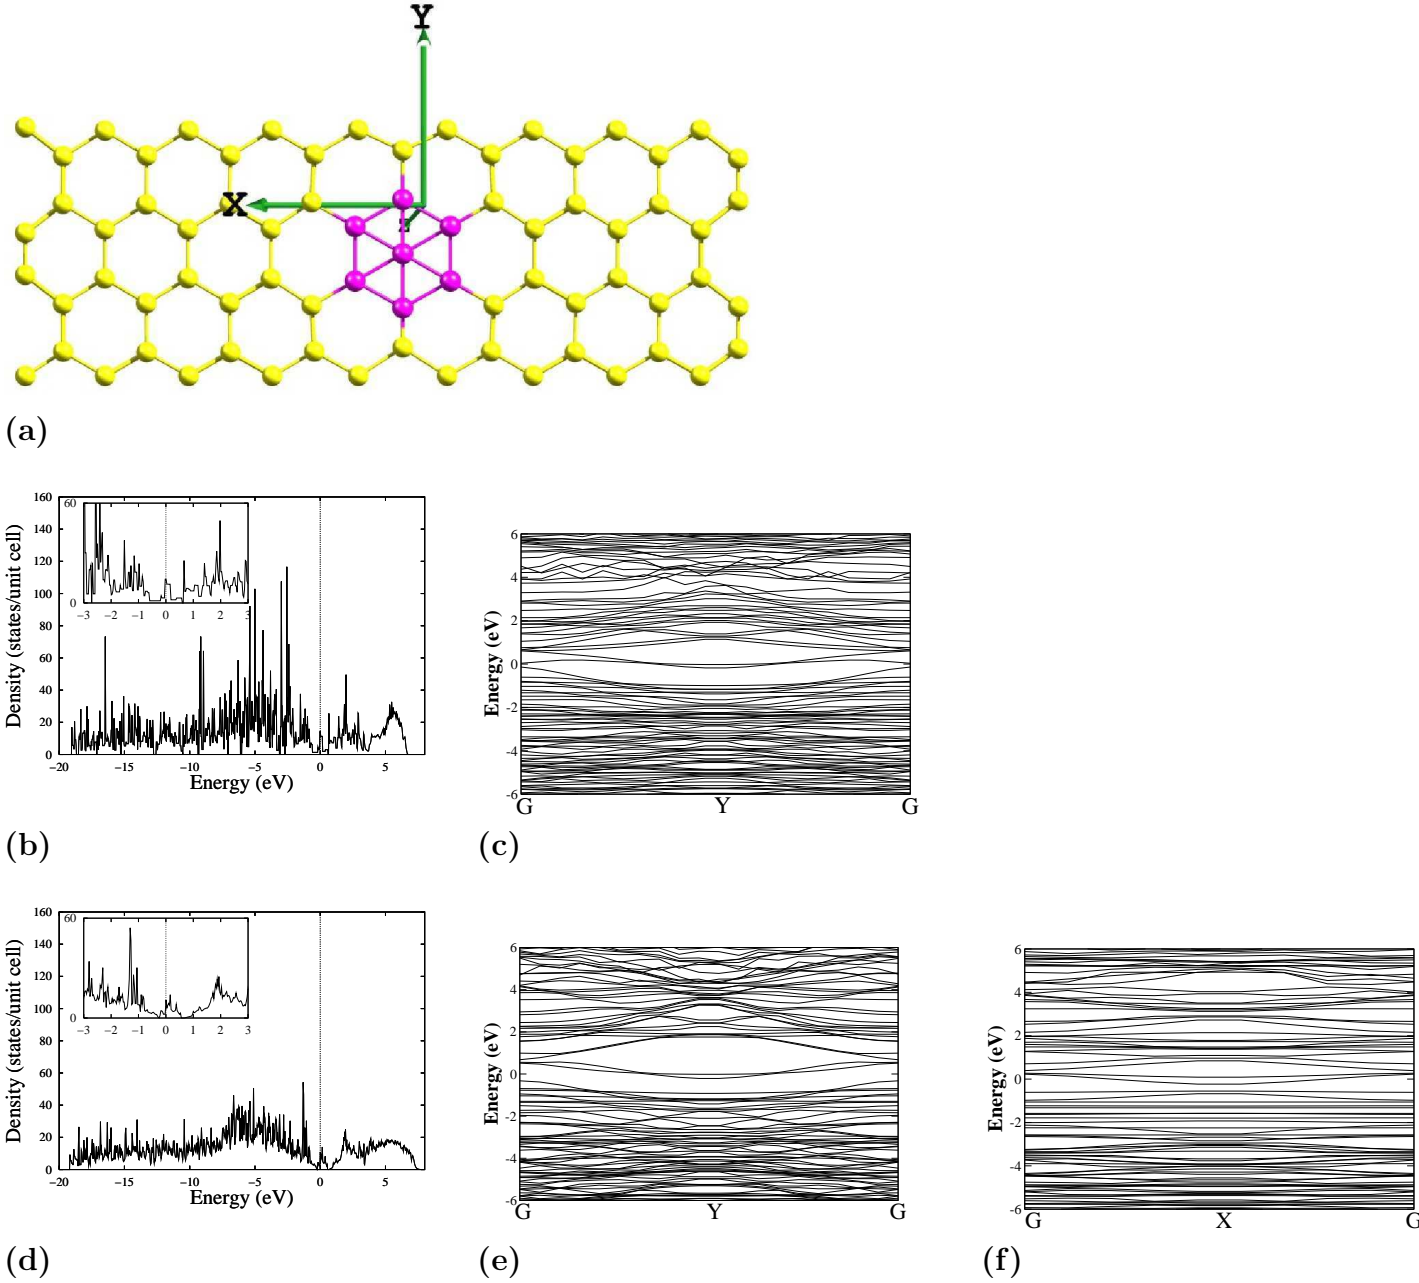 Y
X
z
(a)
160
140
120
100
80
60
40
20
0
Density (states/unit cell)
60
0
−3 −2 −1 0 1 2 3
−20 −15 −10 −5 0 5
Energy (eV)
(b)
6
4
2
0
-2
-4
-6
Energy (eV)
G Y G
(c)
160
140
120
100
80
60
40
20
0
Density (states/unit cell)
60
0
−3 −2 −1 0 1 2 3
−20 −15 −10 −5 0 5
Energy (eV)
(d)
6
4
2
0
-2
-4
-6
Energy (eV)
G Y G
(e)
6
4
2
0
-2
-4
-6
Energy (eV)
G X G
(f)